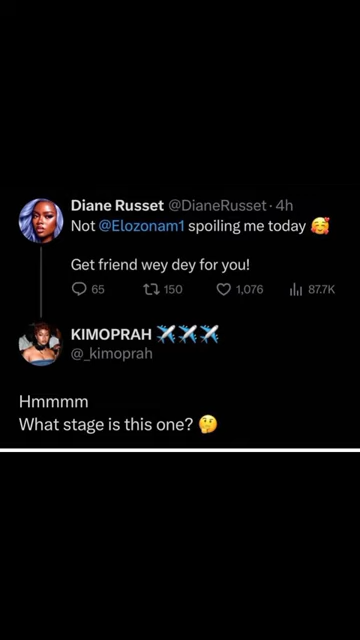 Diane Russet @DianeRusset · 4h
Not @Elozonam1 spoiling me today 🥰
Get friend wey dey for you!
65 150 1,076 87.7K
KIMOPRAH ✈️✈️✈️
@_kimoprah
Hmmmm
What stage is this one? 🤔